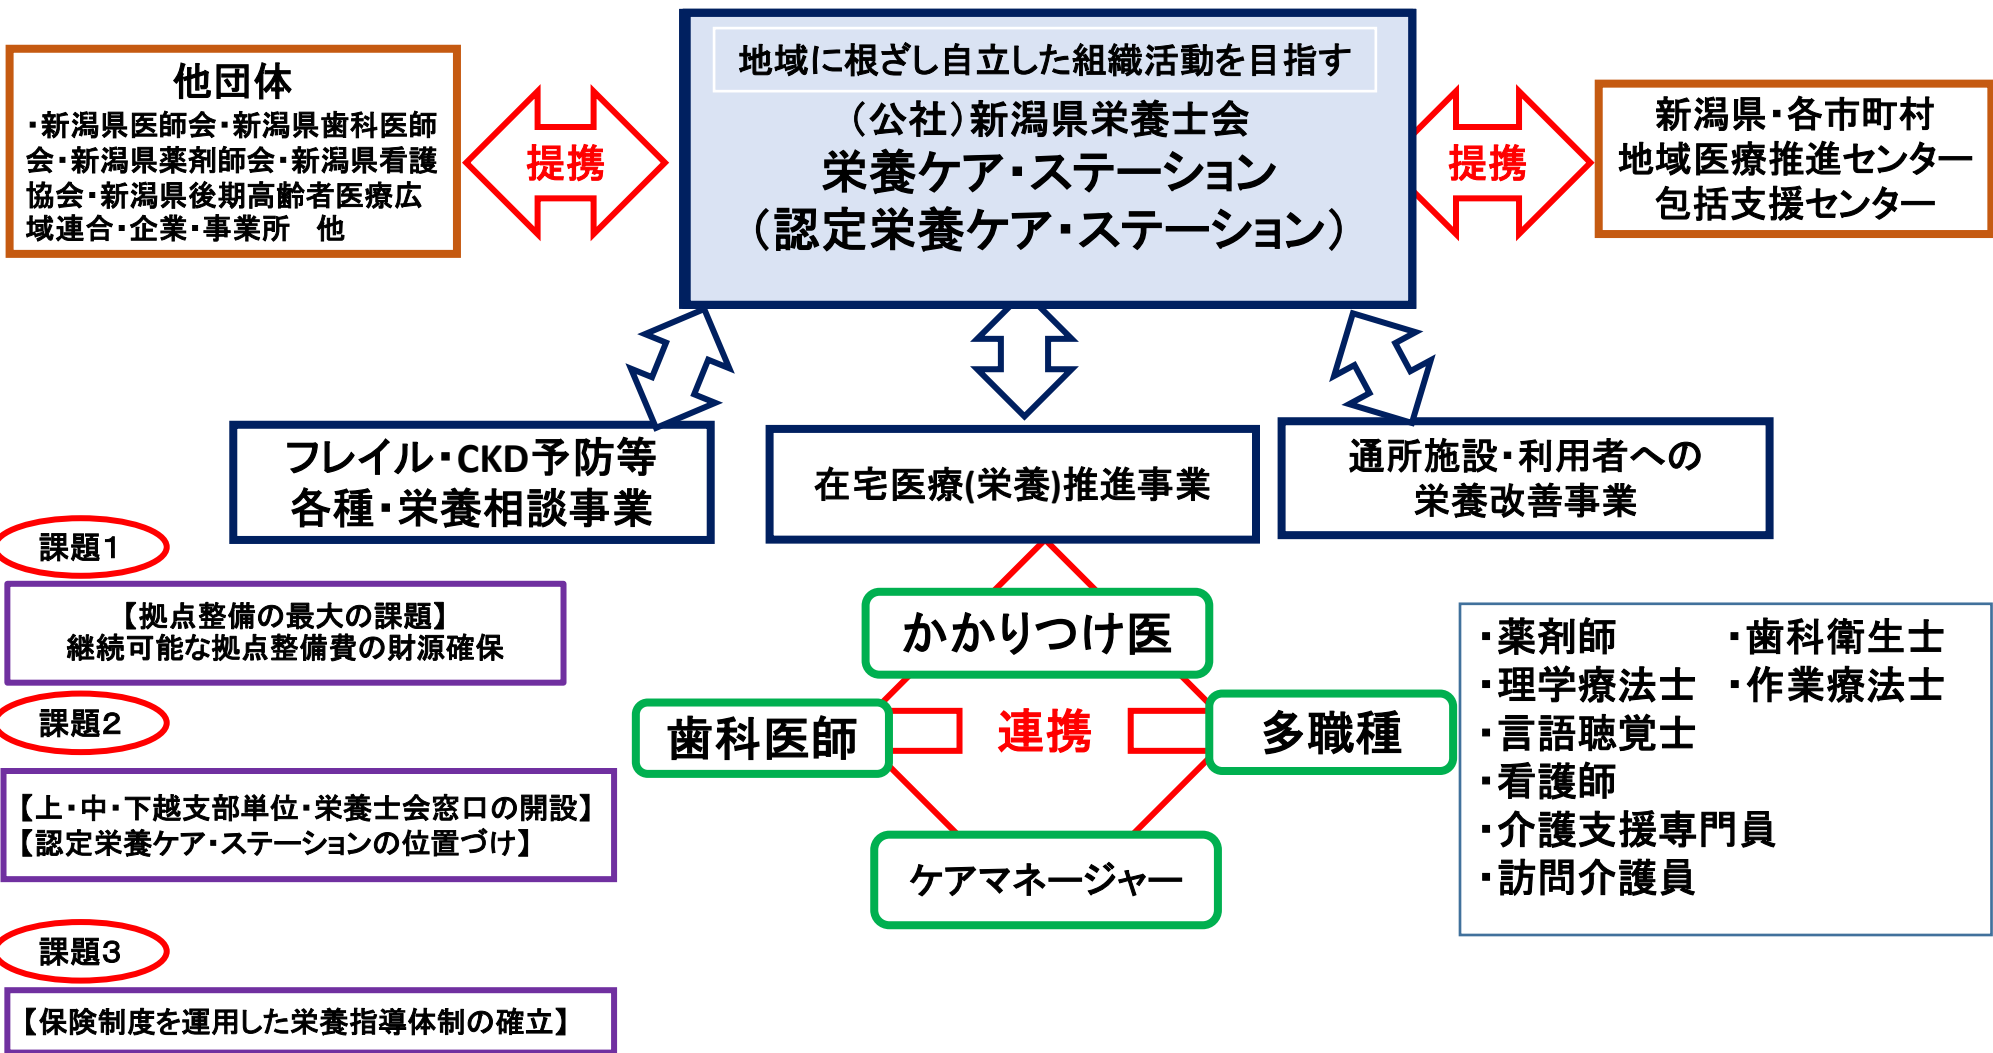 地域に根ざし自立した組織活動を目指す
（公社）新潟県栄養士会
栄養ケア・ステーション
（認定栄養ケア・ステーション）
他団体
・新潟県医師会・新潟県歯科医師
会・新潟県薬剤師会・新潟県看護
協会・新潟県後期高齢者医療広
域連合・企業・事業所　他
提携
提携
新潟県・各市町村
地域医療推進センター
包括支援センター
フレイル・CKD予防等
各種・栄養相談事業
在宅医療(栄養)推進事業
通所施設・利用者への
栄養改善事業
課題１
【拠点整備の最大の課題】
継続可能な拠点整備費の財源確保
課題２
【上・中・下越支部単位・栄養士会窓口の開設】
【認定栄養ケア・ステーションの位置づけ】
課題３
【保険制度を運用した栄養指導体制の確立】
かかりつけ医
歯科医師
連携
多職種
ケアマネージャー
・薬剤師　・歯科衛生士
・理学療法士　・作業療法士
・言語聴覚士
・看護師
・介護支援専門員
・訪問介護員